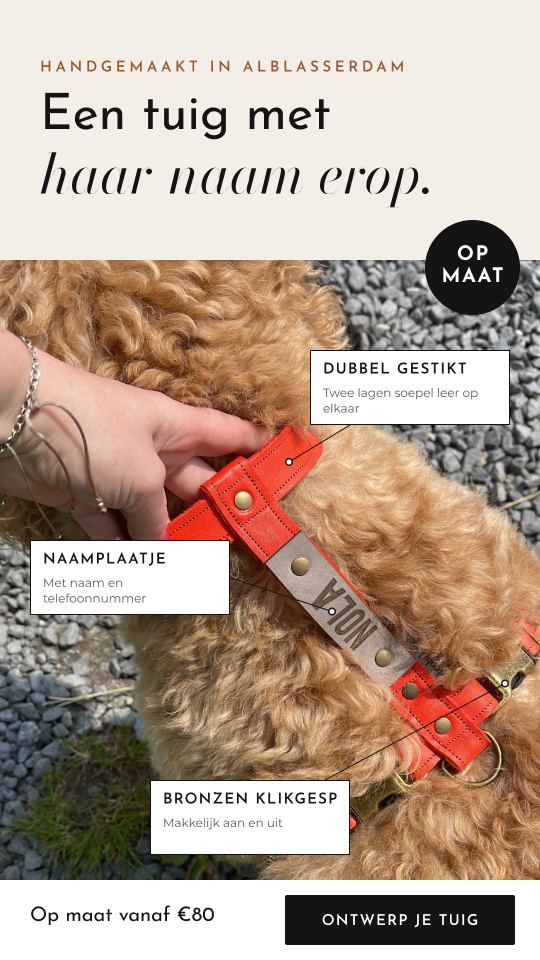 HANDGEMAAKT IN ALBLASSERDAM
Een tuig met
haar naam erop.
OP
MAAT
DUBBEL GESTIKT
Twee lagen soepel leer op
elkaar
NAAMPLAATJE
Met naam en
telefoonnummer
NOLA
BRONZEN KLIKGESP
Makkelijk aan en uit
Op maat vanaf €80
ONTWERP JE TUIG